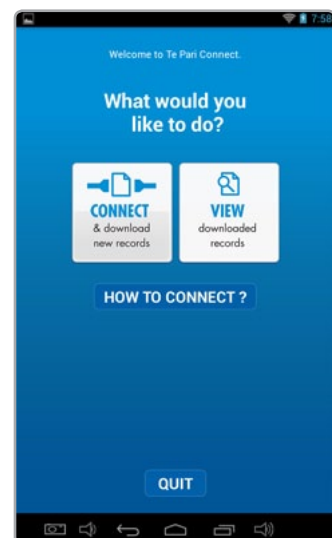 7:58
Welcome to Te Pari Connect.
What would you
like to do?
CONNECT
& download
new records
VIEW
downloaded
records
HOW TO CONNECT ?
QUIT